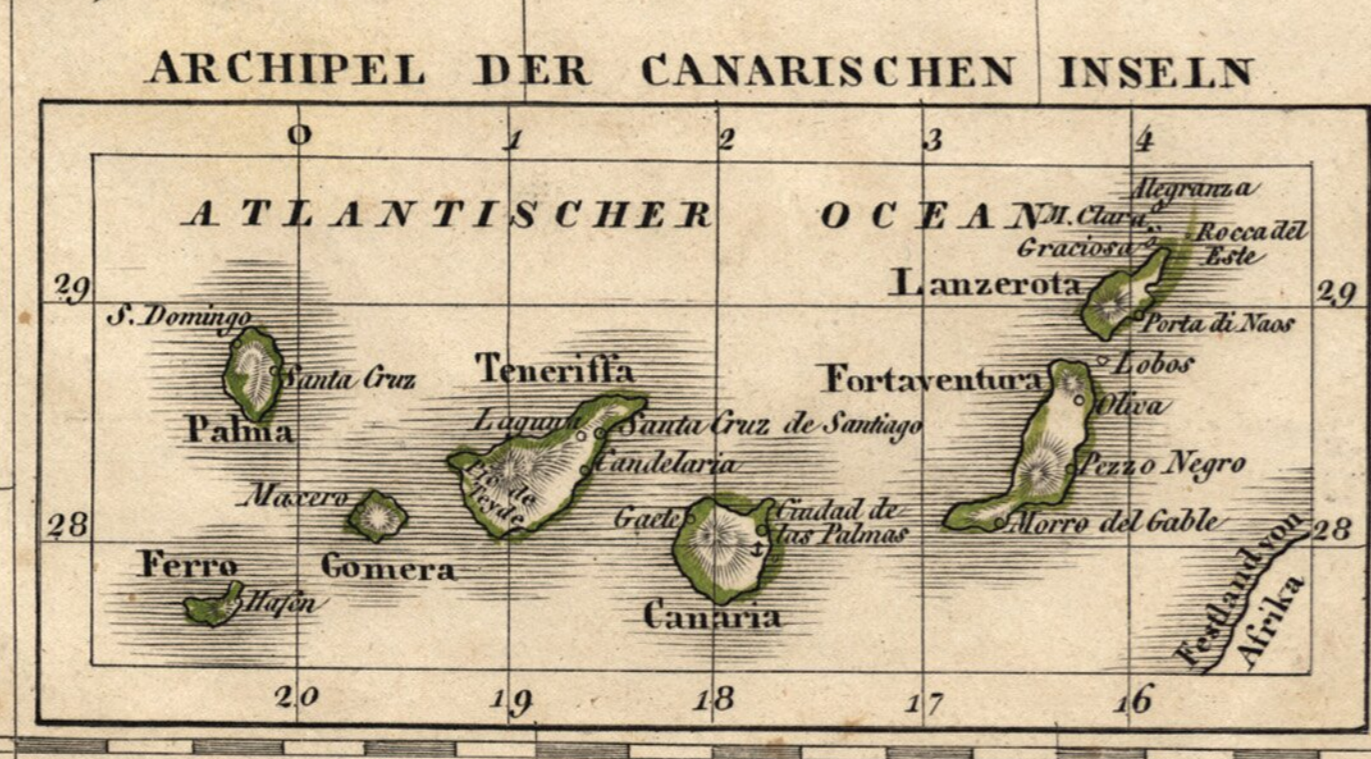 ARCHIPEL DER CANARISCHEN INSELN
0 1 2 3 4
ATLANTISCHER OCEAN
Alegranza
M. Clara
Graciosa
Rocca del
Este
Lanzerota
29 29
S. Domingo
Porta di Naos
Santa Cruz
Palma
Teneriffa
Laguna
Santa Cruz de Santiago
Candelaria
Pic de
Teyde
Fortaventura
Lobos
Oliva
Pezzo Negro
Morro del Gable
Maxero
Gomera
Gaete
Ciudad de
las Palmas
Canaria
28 28
Ferro
Hafen
Festland von
Afrika
20 19 18 17 16